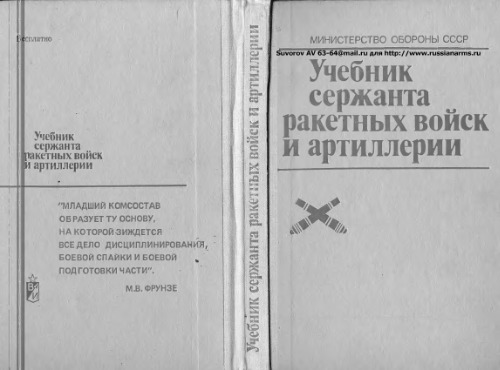 Бесплатно
Учебник
сержанта
ракетных войск
и артиллерии
"МЛАДШИЙ КОМСОСТАВ
ОБРАЗУЕТ ТУ ОСНОВУ,
НА КОТОРОЙ ЗИЖДЕТСЯ
ВСЕ ДЕЛО ДИСЦИПЛИНИРОВАНИЯ,
БОЕВОЙ СПАЙКИ И БОЕВОЙ
ПОДГОТОВКИ ЧАСТИ".
М.В. ФРУНЗЕ
Учебник сержанта ракетных войск и артиллерии
МИНИСТЕРСТВО ОБОРОНЫ СССР
Suvorov AV 63-64@mail.ru для http://www.russianarms.ru
Учебник
сержанта
ракетных войск
и артиллерии